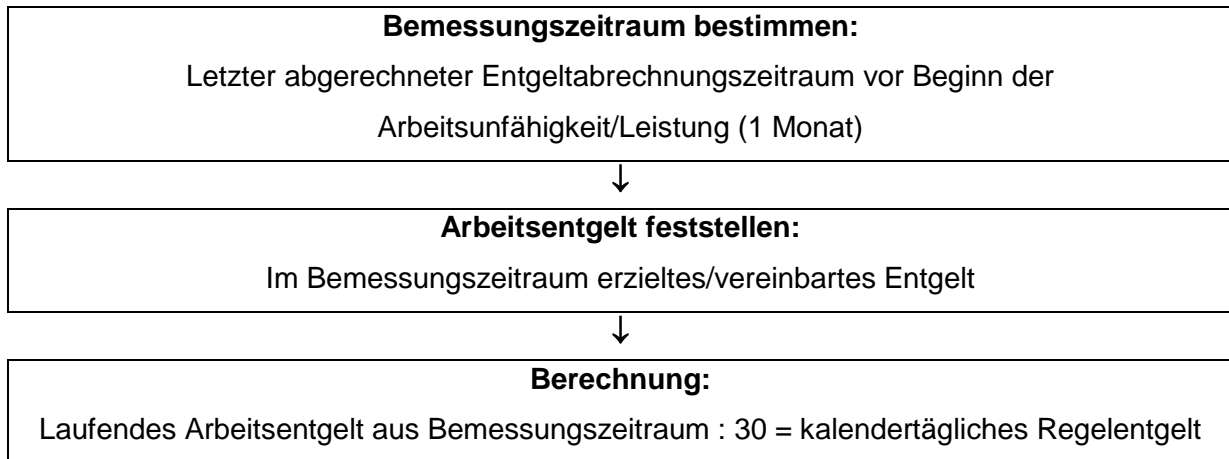 Bemessungszeitraum bestimmen:
Letzter abgerechneter Entgeltabrechnungszeitraum vor Beginn der
Arbeitsunfähigkeit/Leistung (1 Monat)
↓
Arbeitsentgelt feststellen:
Im Bemessungszeitraum erzieltes/vereinbartes Entgelt
↓
Berechnung:
Laufendes Arbeitsentgelt aus Bemessungszeitraum : 30 = kalendertägliches Regelentgelt